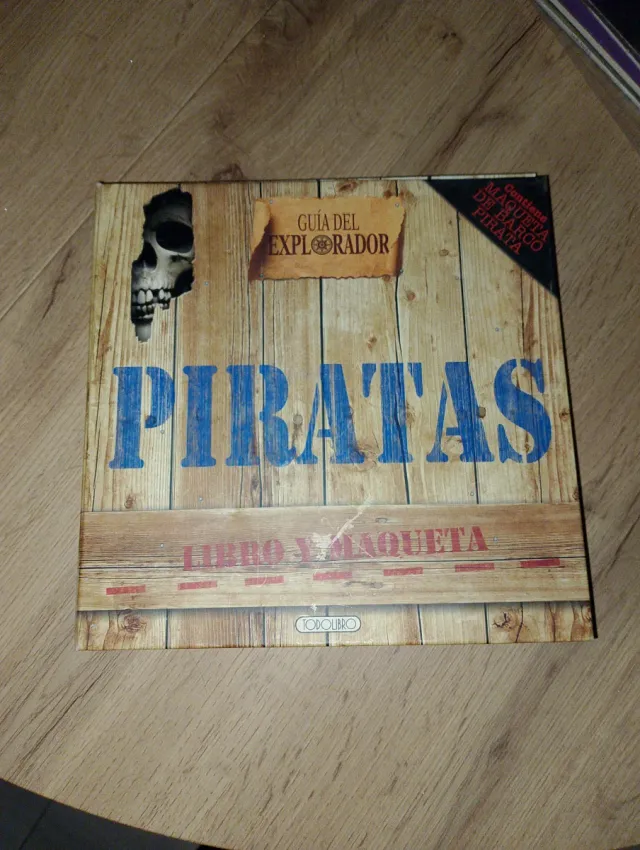 GUÍA DEL
EXPLORADOR
Contiene
MAQUETA
DE BARCO
PIRATA
PIRATAS
LIBRO Y MAQUETA
TODOLIBRO